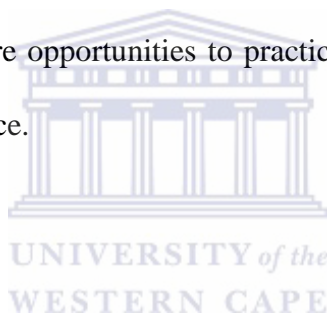 re opportunities to practic
ce.
UNIVERSITY of the
WESTERN CAPE